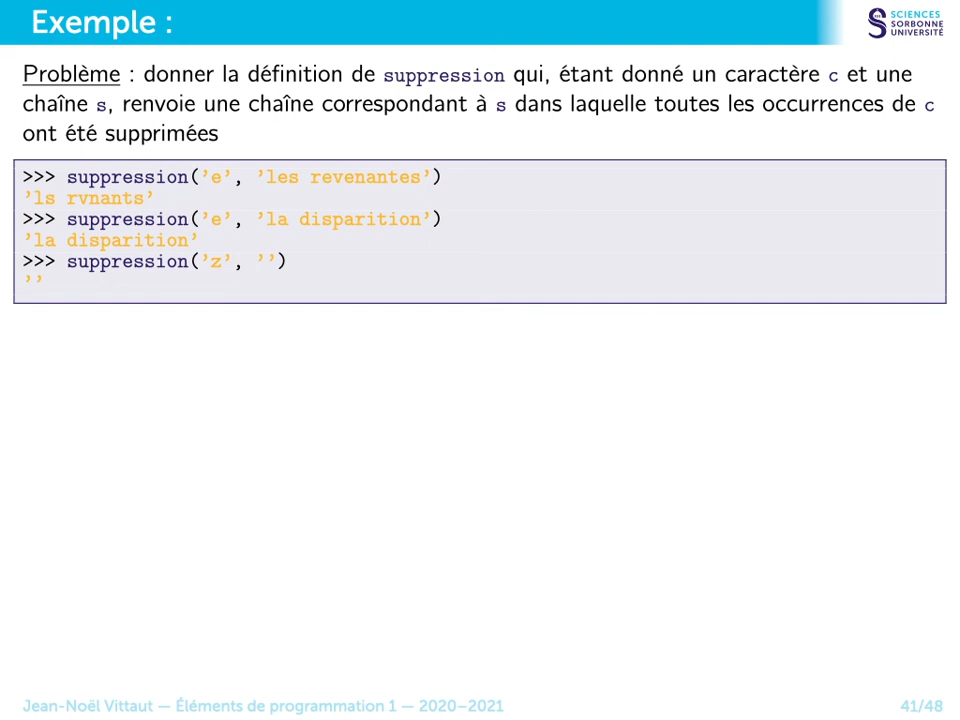 Exemple :
SCIENCES
SORBONNE
UNIVERSITÉ
Problème : donner la définition de suppression qui, étant donné un caractère c et une
chaîne s, renvoie une chaîne correspondant à s dans laquelle toutes les occurrences de c
ont été supprimées
>>> suppression(’e’, ’les revenantes’)
’ls rvnants’
>>> suppression(’e’, ’la disparition’)
’la disparition’
>>> suppression(’z’, ’’)
’’
Jean-Noël Vittaut — Éléments de programmation 1 — 2020–2021
41/48